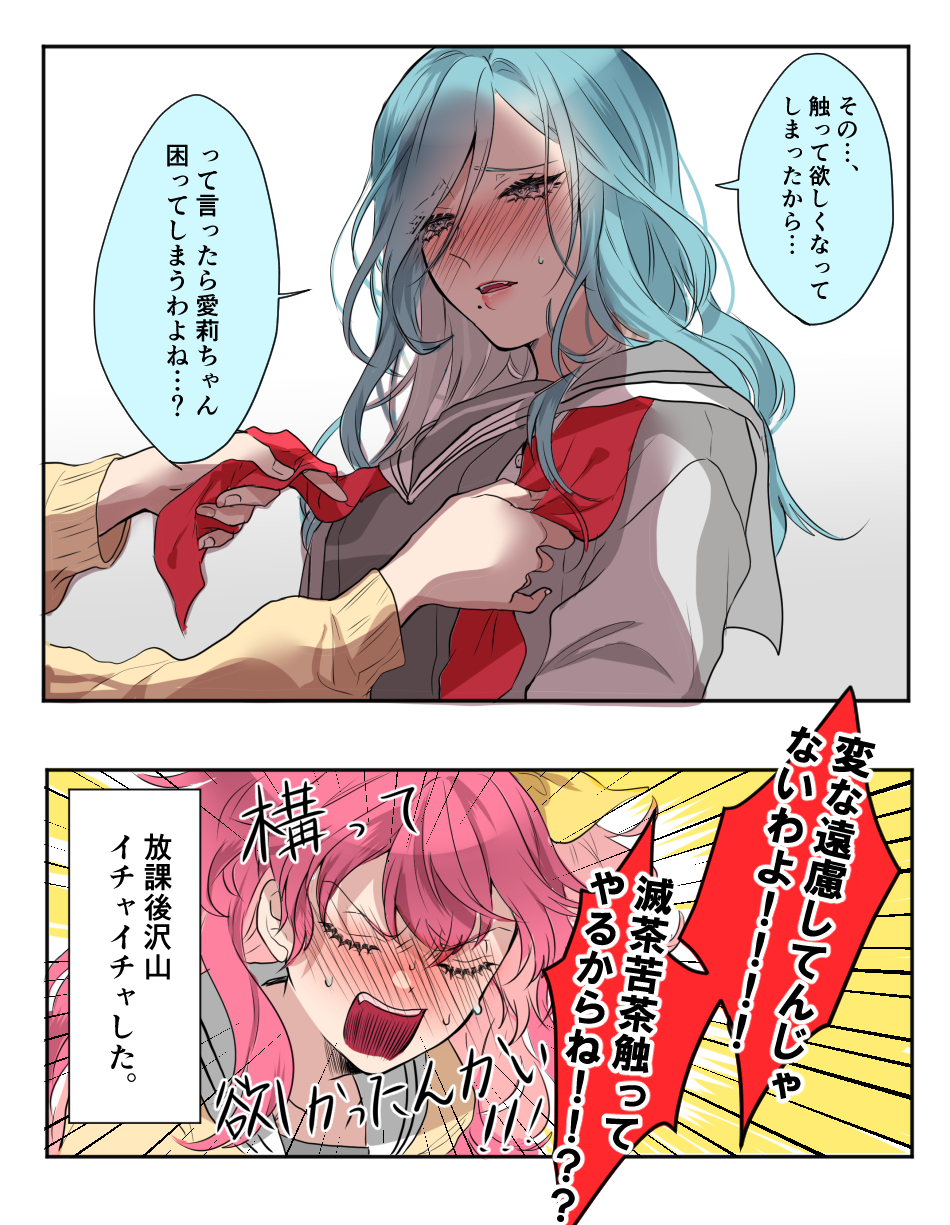 その…、
触って欲しくなって
しまったから…
って言ったら愛莉ちゃん
困ってしまうわよね…？
変な遠慮してんじゃ
ないわよ！！！！！
滅茶苦茶触って
やるからね！！？？
構って
欲しかったんかい!!!
放課後沢山
イチャイチャした。